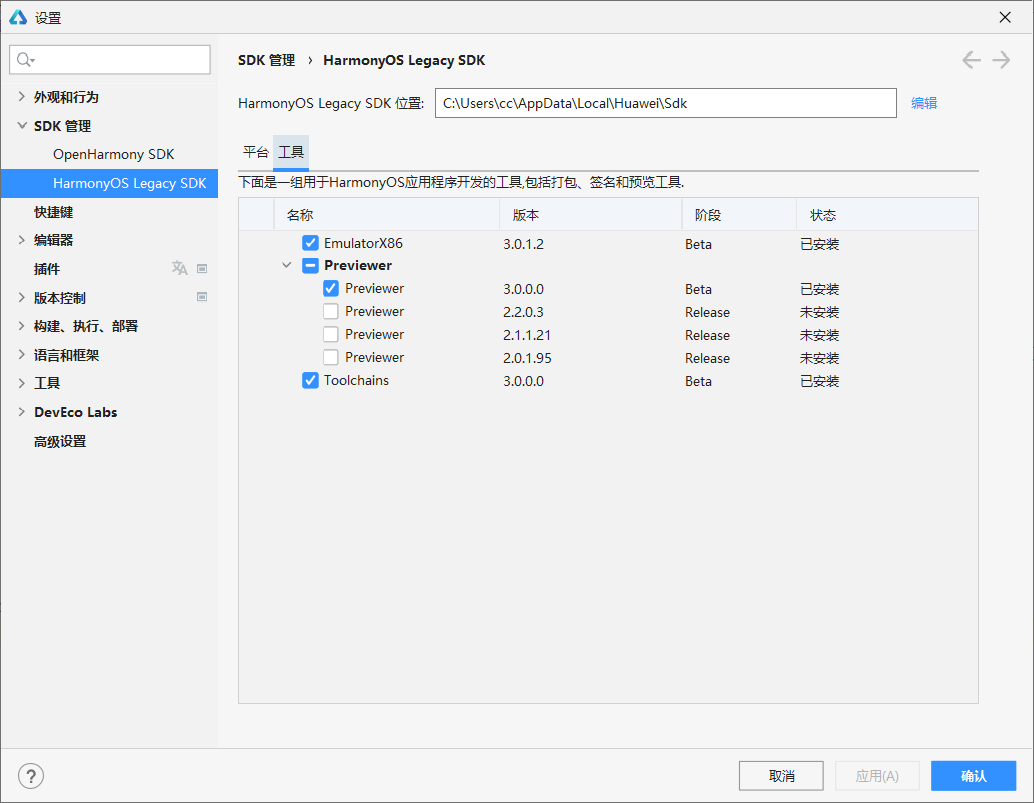 设置
SDK 管理 › HarmonyOS Legacy SDK
HarmonyOS Legacy SDK 位置: C:\Users\cc\AppData\Local\Huawei\Sdk 编辑
外观和行为
SDK 管理
OpenHarmony SDK
HarmonyOS Legacy SDK
快捷键
编辑器
插件
版本控制
构建、执行、部署
语言和框架
工具
DevEco Labs
高级设置
平台 工具
下面是一组用于HarmonyOS应用程序开发的工具,包括打包、签名和预览工具.
名称 版本 阶段 状态
EmulatorX86 3.0.1.2 Beta 已安装
Previewer
Previewer 3.0.0.0 Beta 已安装
Previewer 2.2.0.3 Release 未安装
Previewer 2.1.1.21 Release 未安装
Previewer 2.0.1.95 Release 未安装
Toolchains 3.0.0.0 Beta 已安装
? 取消 应用(A) 确认